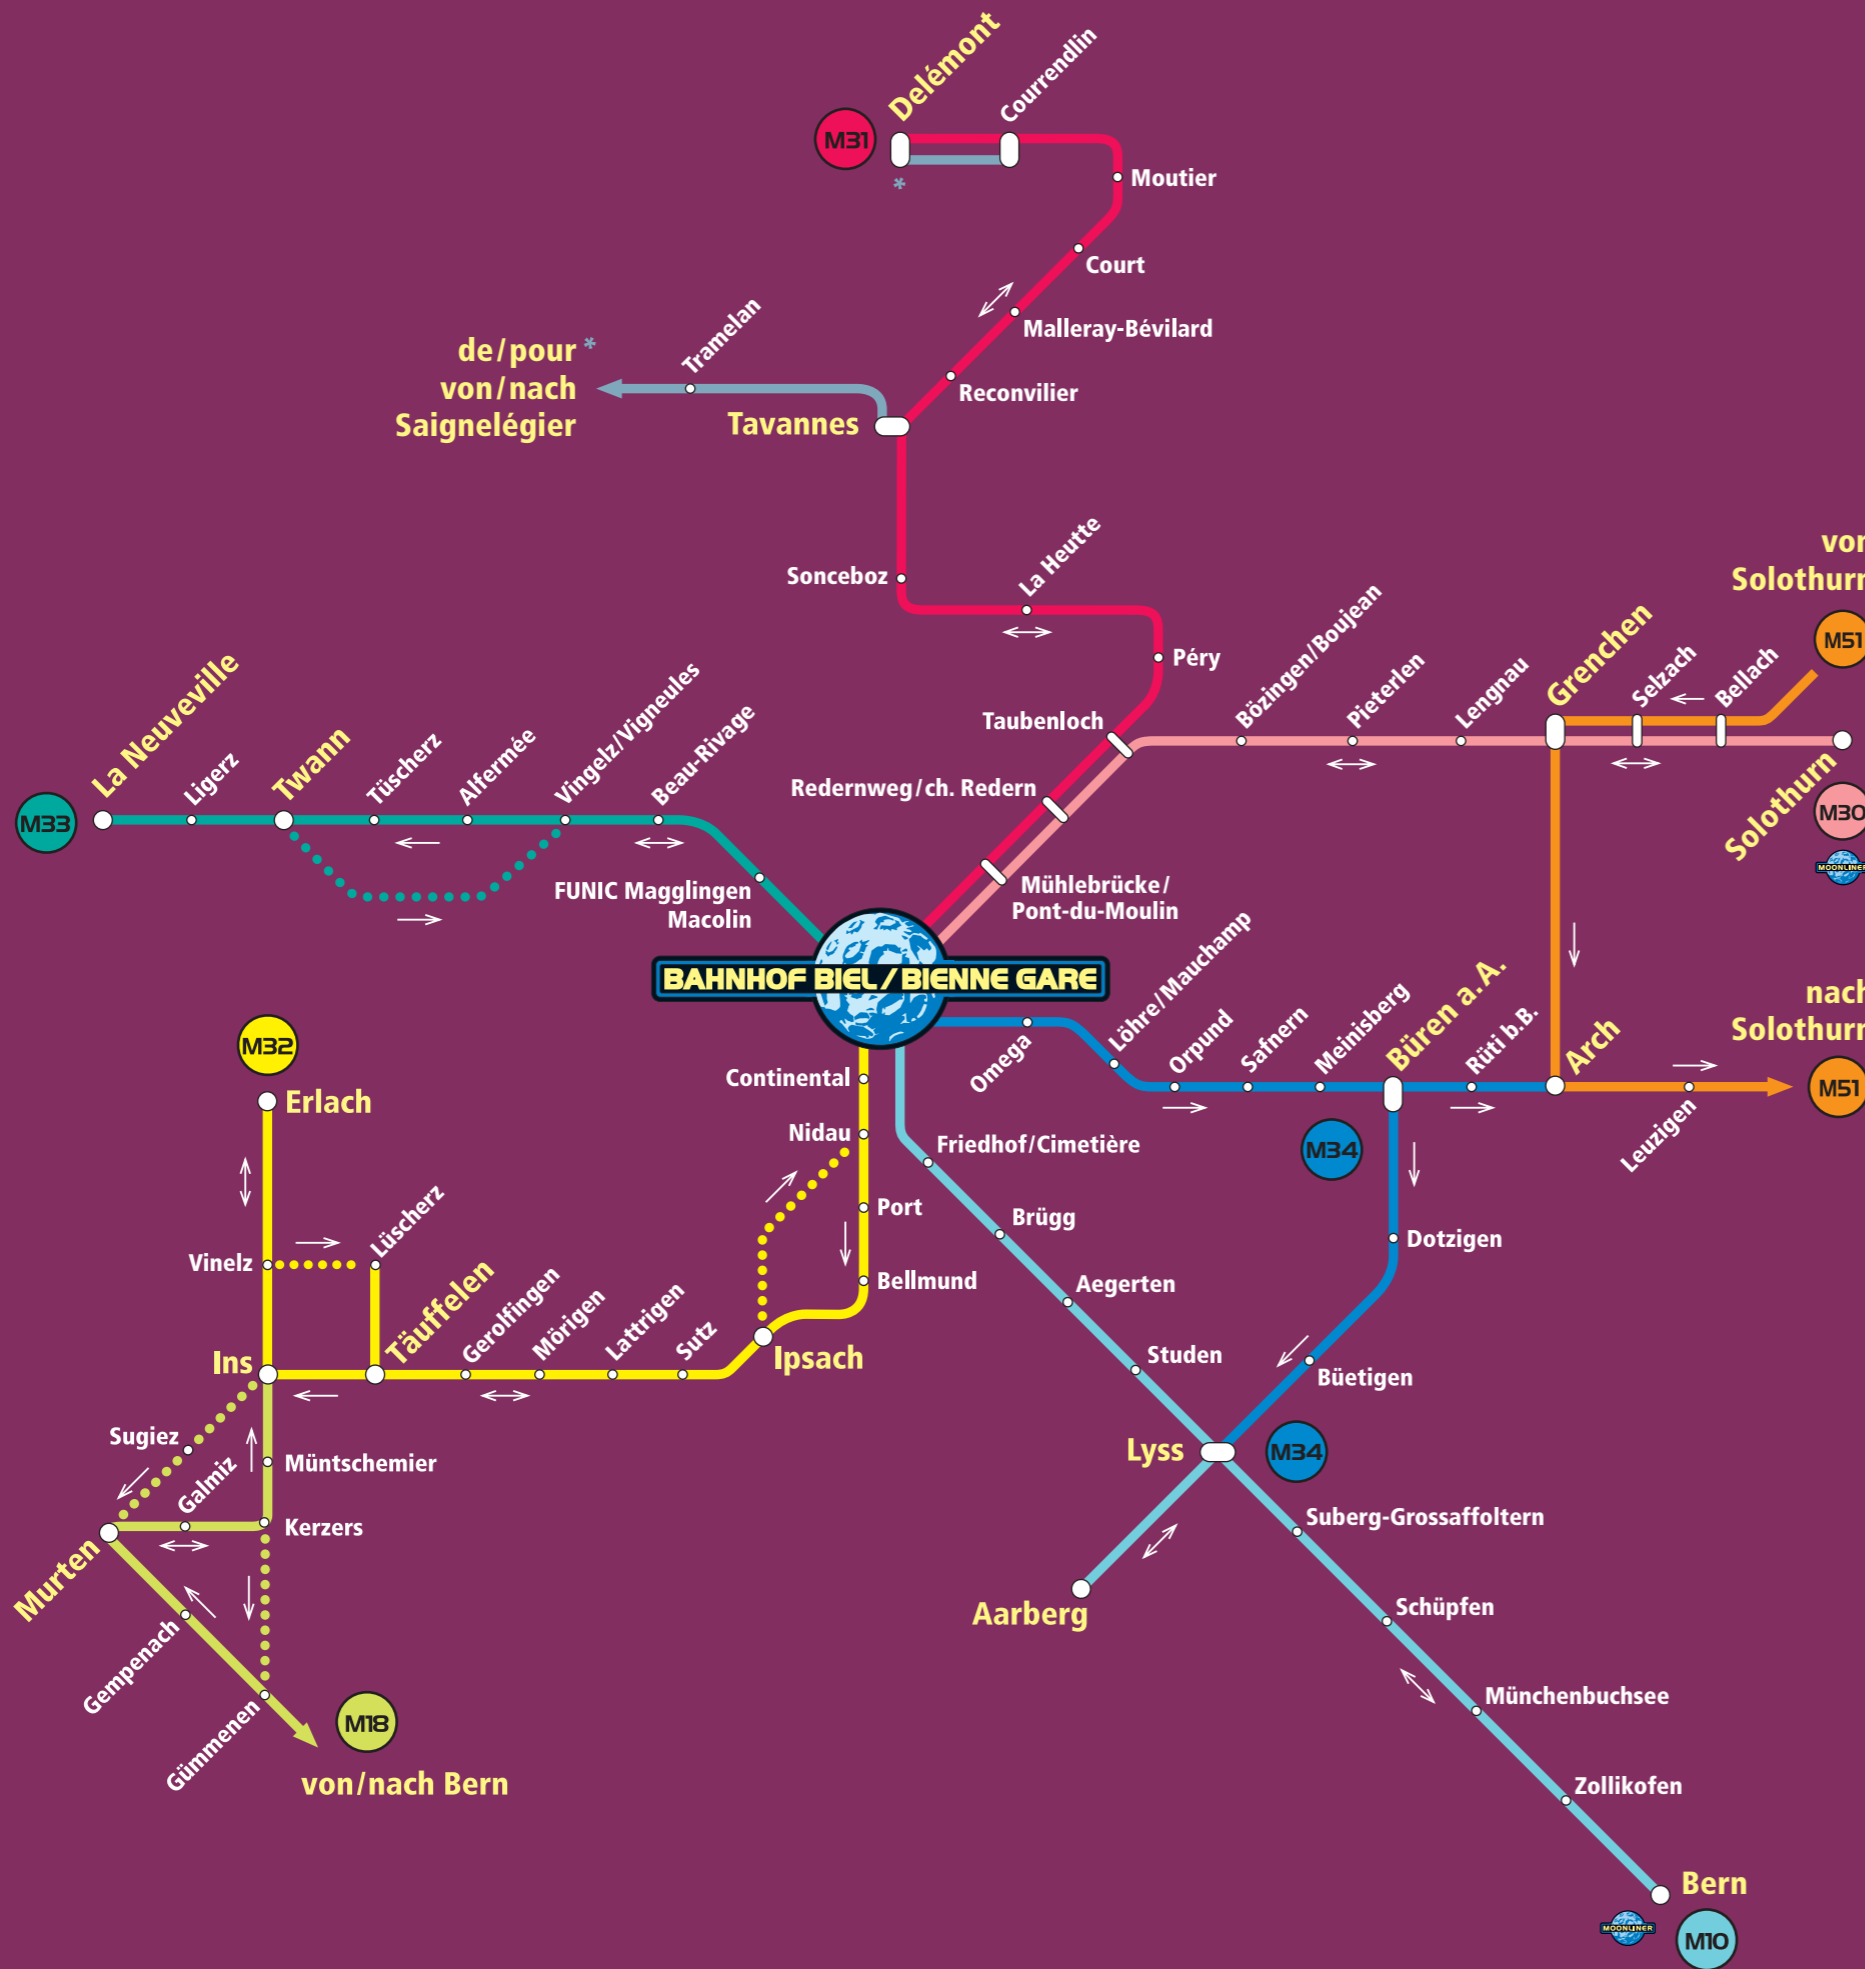 Delémont
Courrendlin
M31
*
Moutier
Court
Malleray-Bévilard
Reconvilier
Tramelan
de/pour *
von/nach
Saignelégier
Tavannes
Sonceboz
La Heutte
Péry
Taubenloch
Redernweg/ch. Redern
Mühlebrücke/
Pont-du-Moulin
Bözingen/Boujean
Pieterlen
Lengnau
Grenchen
Selzach
Bellach
von
Solothurn
M51
Solothurn
M30
MOONLINER
La Neuveville
Ligerz
Twann
Tüscherz
Alfermée
Vingelz/Vigneules
Beau-Rivage
M33
FUNIC Magglingen
Macolin
BAHNHOF BIEL/BIENNE GARE
Omega
Löhre/Mauchamp
Orpund
Safnern
Meinisberg
Büren a.A.
Rüti b.B.
Arch
nach
Solothurn
M51
Leuzigen
M34
Dotzigen
Büetigen
M32
Erlach
Vinelz
Lüscherz
Ins
Täuffelen
Gerolfingen
Mörigen
Lattrigen
Sutz
Ipsach
Continental
Nidau
Port
Bellmund
Friedhof/Cimetière
Brügg
Aegerten
Studen
Lyss
M34
Aarberg
Suberg-Grossaffoltern
Schüpfen
Münchenbuchsee
Zollikofen
Bern
MOONLINER
M10
Sugiez
Galmiz
Müntschemier
Kerzers
Murten
Gempenach
Gümmenen
M18
von/nach Bern